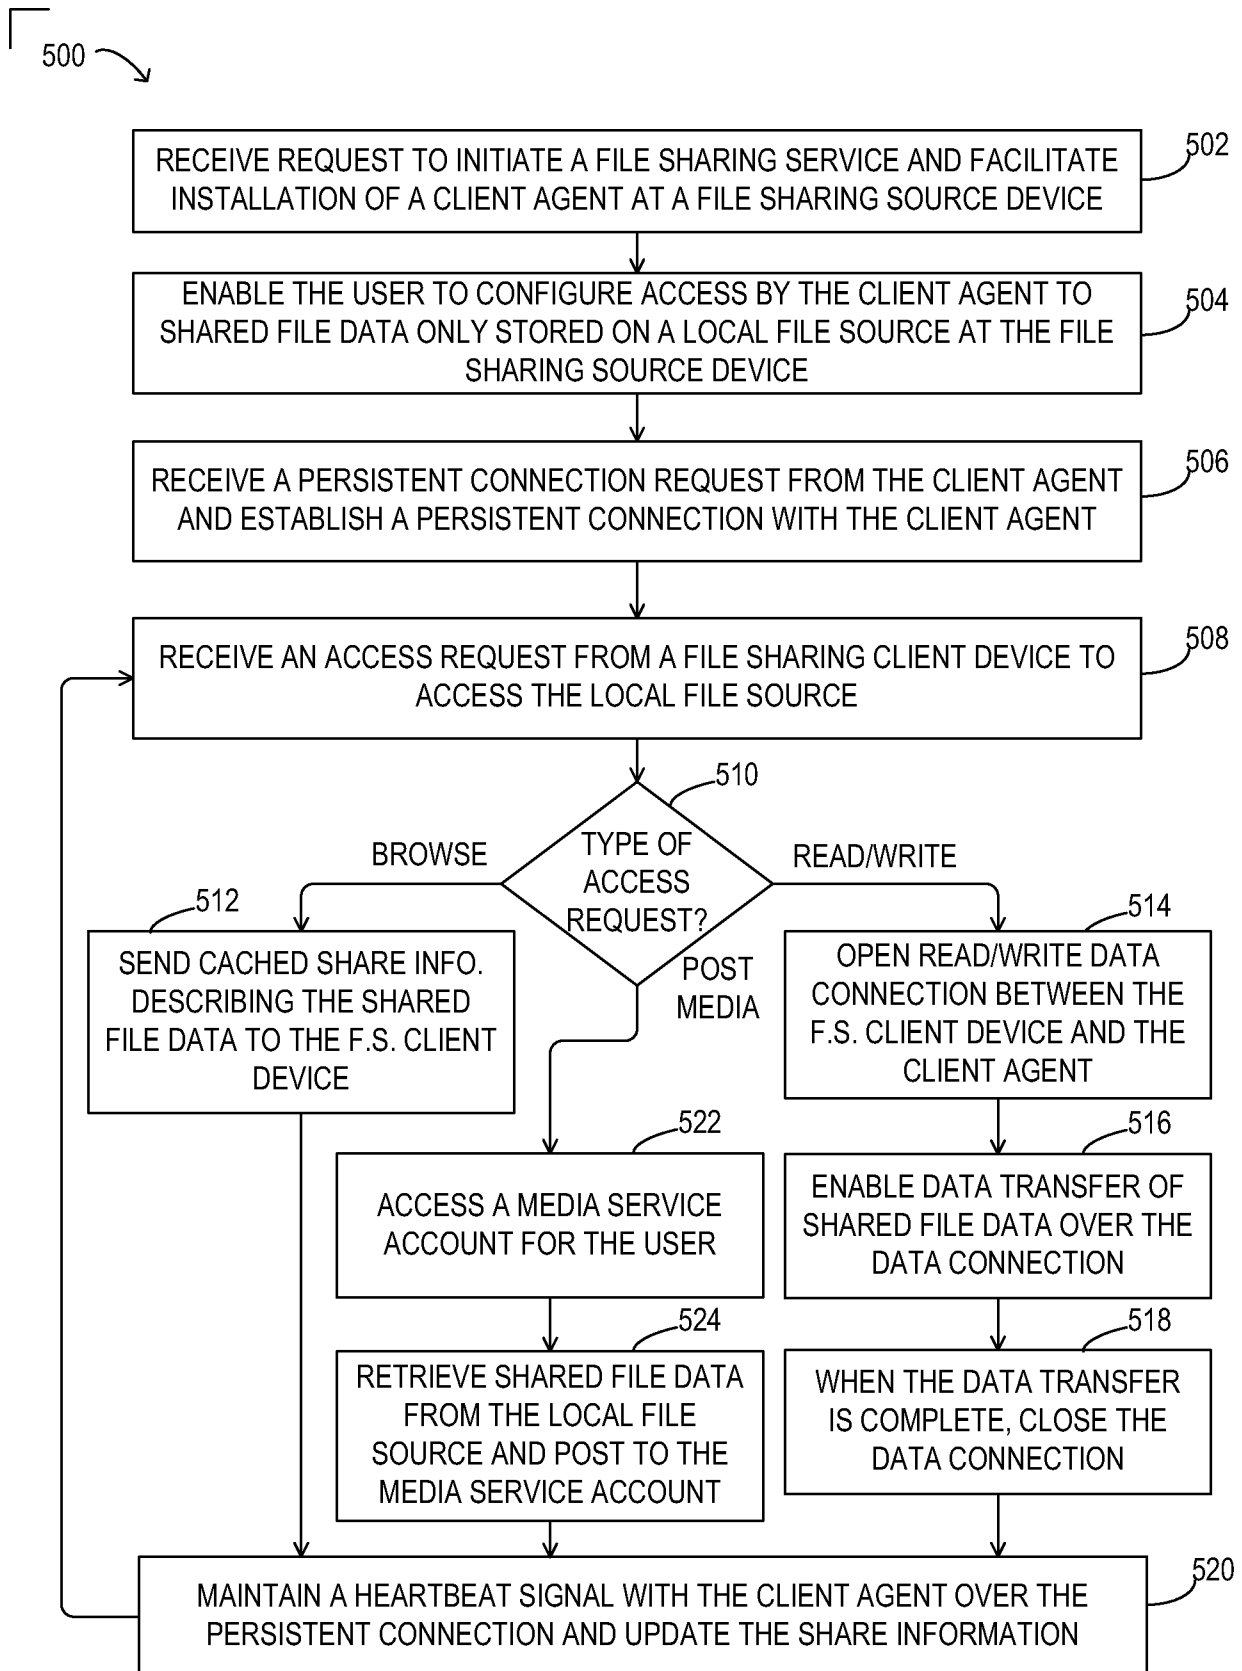 500
502
RECEIVE REQUEST TO INITIATE A FILE SHARING SERVICE AND FACILITATE
INSTALLATION OF A CLIENT AGENT AT A FILE SHARING SOURCE DEVICE
504
ENABLE THE USER TO CONFIGURE ACCESS BY THE CLIENT AGENT TO
SHARED FILE DATA ONLY STORED ON A LOCAL FILE SOURCE AT THE FILE
SHARING SOURCE DEVICE
506
RECEIVE A PERSISTENT CONNECTION REQUEST FROM THE CLIENT AGENT
AND ESTABLISH A PERSISTENT CONNECTION WITH THE CLIENT AGENT
508
RECEIVE AN ACCESS REQUEST FROM A FILE SHARING CLIENT DEVICE TO
ACCESS THE LOCAL FILE SOURCE
510
TYPE OF
ACCESS
REQUEST?
BROWSE
READ/WRITE
POST
MEDIA
512
SEND CACHED SHARE INFO.
DESCRIBING THE SHARED
FILE DATA TO THE F.S. CLIENT
DEVICE
514
OPEN READ/WRITE DATA
CONNECTION BETWEEN THE
F.S. CLIENT DEVICE AND THE
CLIENT AGENT
522
ACCESS A MEDIA SERVICE
ACCOUNT FOR THE USER
516
ENABLE DATA TRANSFER OF
SHARED FILE DATA OVER THE
DATA CONNECTION
524
RETRIEVE SHARED FILE DATA
FROM THE LOCAL FILE
SOURCE AND POST TO THE
MEDIA SERVICE ACCOUNT
518
WHEN THE DATA TRANSFER
IS COMPLETE, CLOSE THE
DATA CONNECTION
520
MAINTAIN A HEARTBEAT SIGNAL WITH THE CLIENT AGENT OVER THE
PERSISTENT CONNECTION AND UPDATE THE SHARE INFORMATION